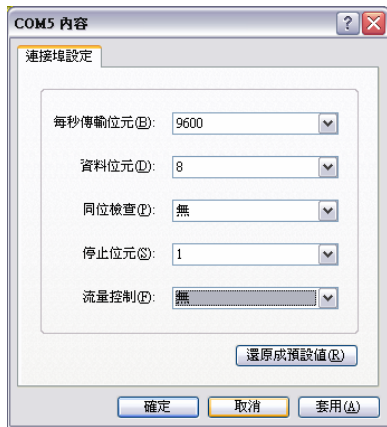 COM5 內容
連接埠設定
每秒傳輸位元(B): 9600
資料位元(D): 8
同位檢查(P): 無
停止位元(S): 1
流量控制(F): 無
還原成預設值(R)
確定 取消 套用(A)